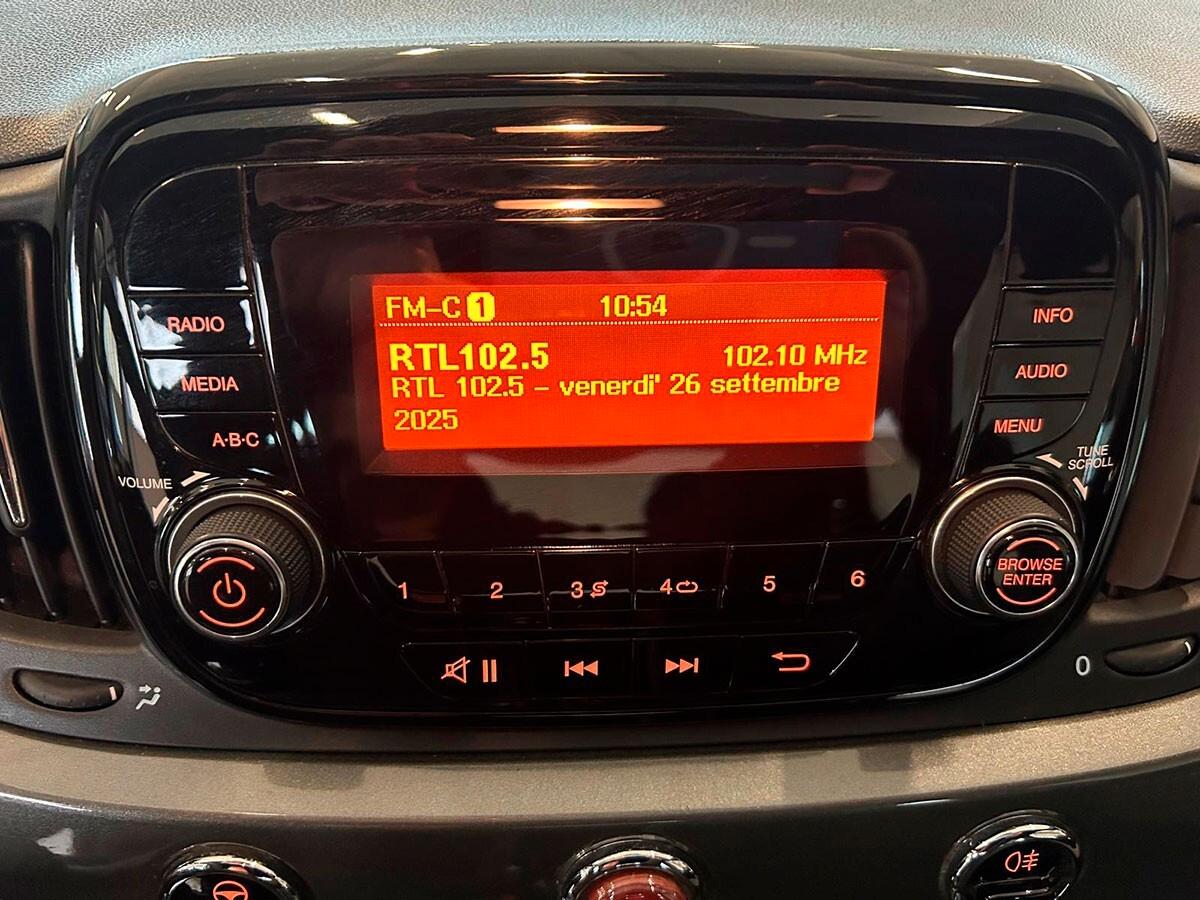 FM-C 1 10:54
RTL102.5 102.10 MHz
RTL 102.5 - venerdi' 26 settembre
2025
RADIO
MEDIA
A·B·C
VOLUME
INFO
AUDIO
MENU
TUNE
SCROLL
BROWSE
ENTER
1 2 3 4 5 6
0